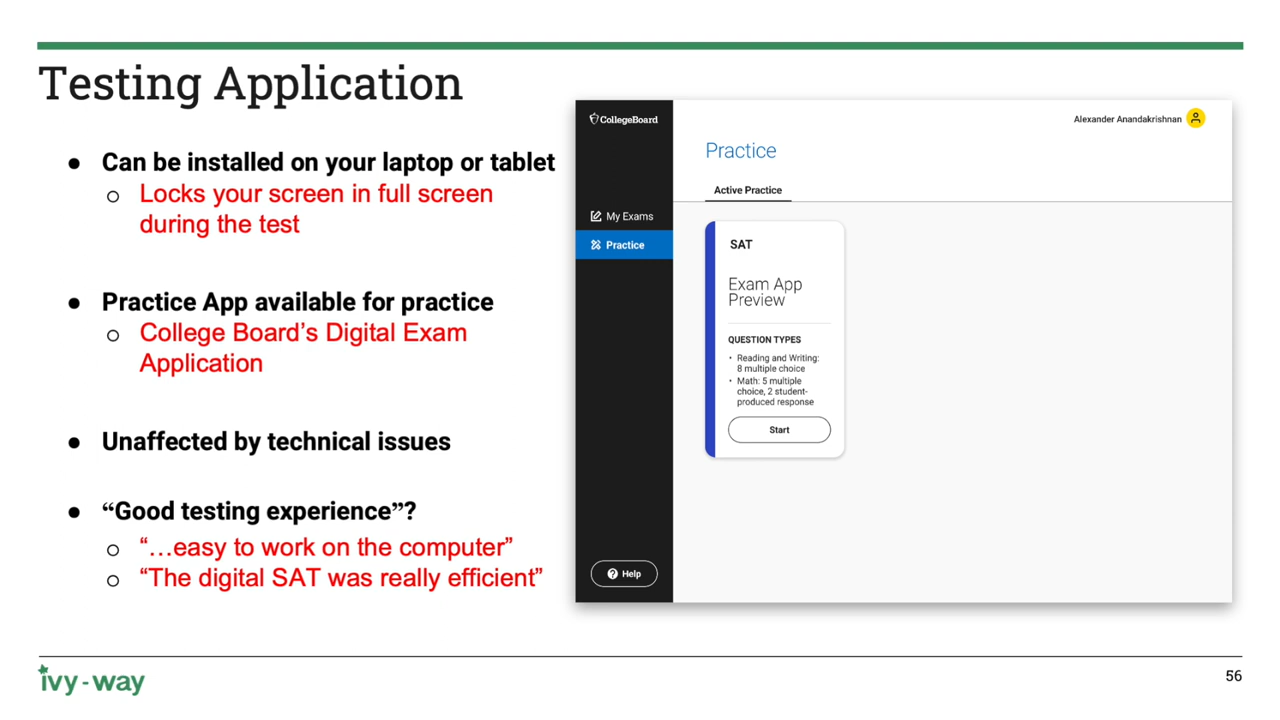 Testing Application
● Can be installed on your laptop or tablet
○ Locks your screen in full screen
during the test
● Practice App available for practice
○ College Board’s Digital Exam
Application
● Unaffected by technical issues
● “Good testing experience”?
○ “…easy to work on the computer”
○ “The digital SAT was really efficient”
CollegeBoard
My Exams
Practice
Help
Alexander Anandakrishnan
Practice
Active Practice
SAT
Exam App
Preview
QUESTION TYPES
• Reading and Writing:
8 multiple choice
• Math: 5 multiple
choice, 2 student-
produced response
Start
ivy-way
56